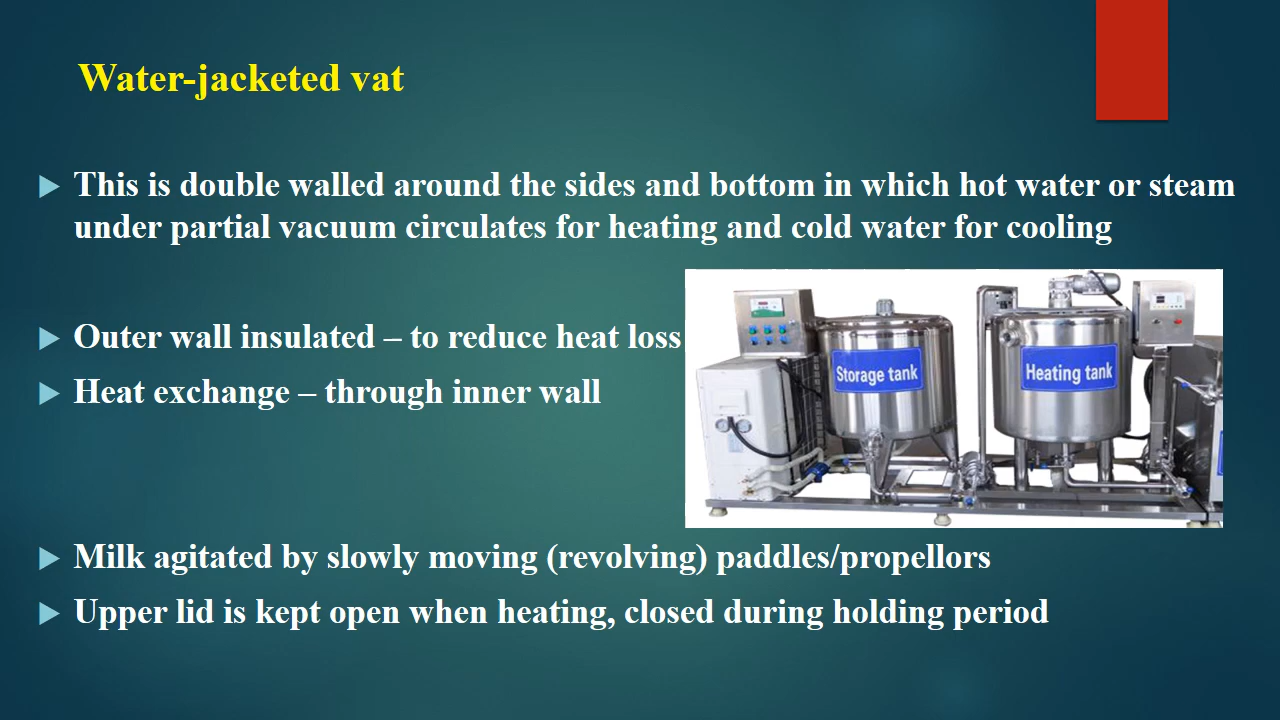 Water-jacketed vat
This is double walled around the sides and bottom in which hot water or steam
under partial vacuum circulates for heating and cold water for cooling
Outer wall insulated – to reduce heat loss
Heat exchange – through inner wall
Storage tank
Heating tank
Milk agitated by slowly moving (revolving) paddles/propellors
Upper lid is kept open when heating, closed during holding period